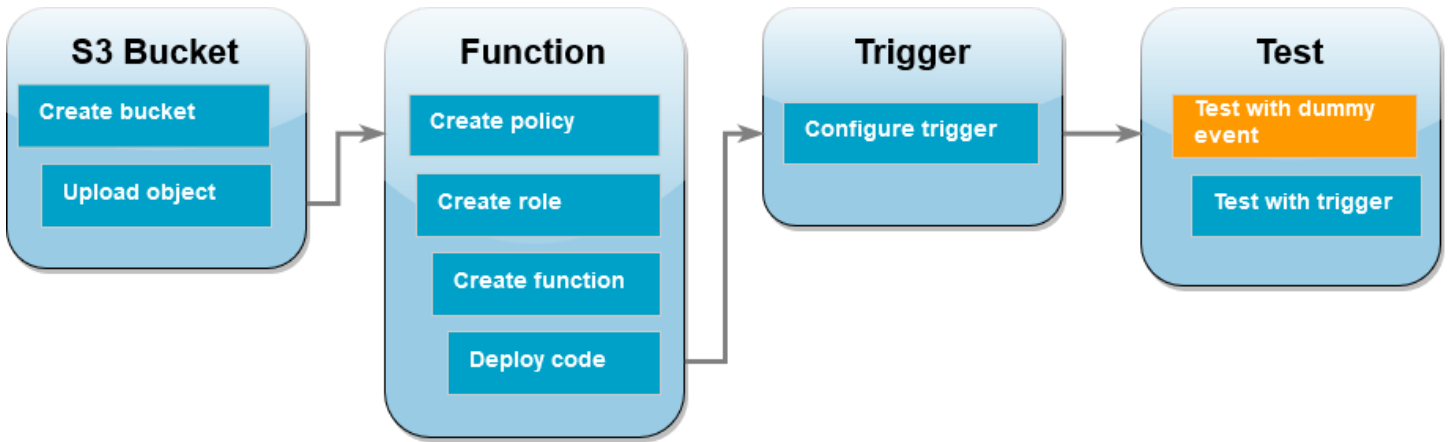 S3 Bucket
Create bucket
Upload object
Function
Create policy
Create role
Create function
Deploy code
Trigger
Configure trigger
Test
Test with dummy
event
Test with trigger